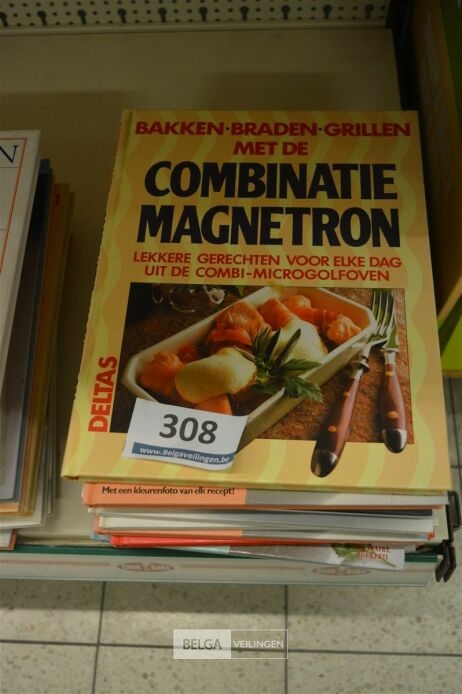 BAKKEN·BRADEN·GRILLEN
MET DE
COMBINATIE
MAGNETRON
LEKKERE GERECHTEN VOOR ELKE DAG
UIT DE COMBI-MICROGOLFOVEN
DELTAS
308
www.Belgaveilingen.be
Met een kleurenfoto van elk recept!
BELGA VEILINGEN